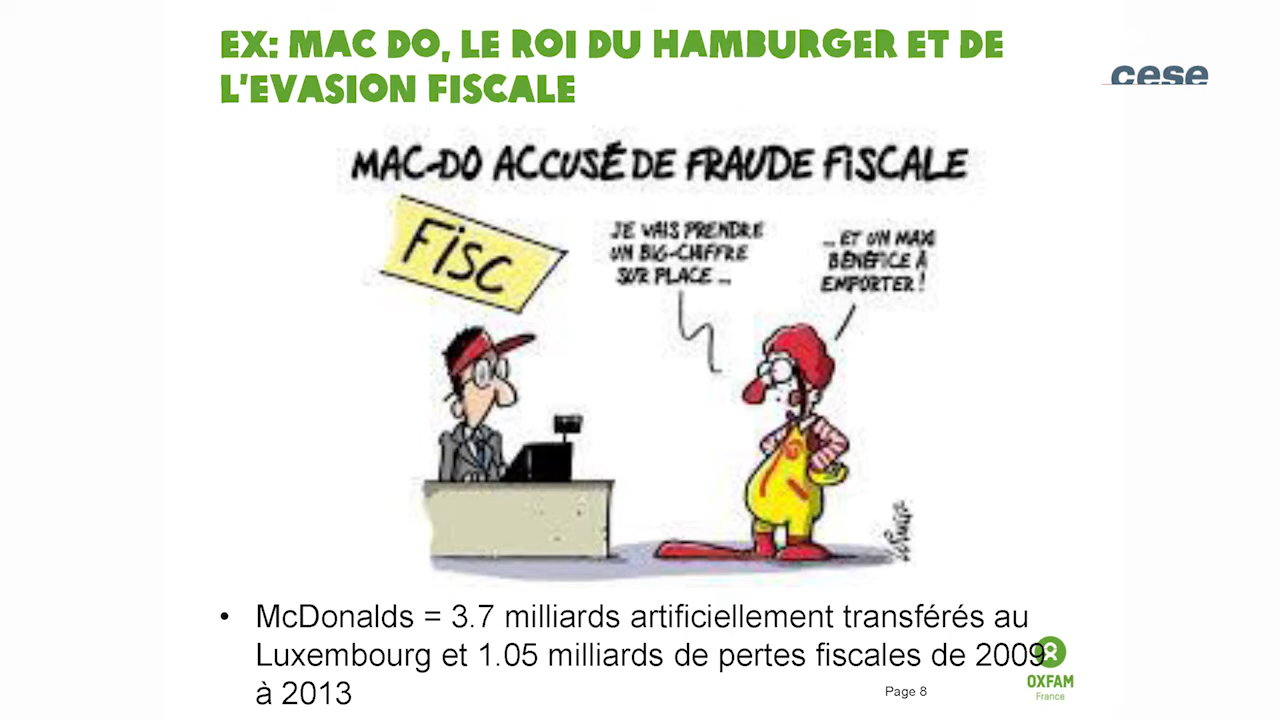 EX: MAC DO, LE ROI DU HAMBURGER ET DE
L'EVASION FISCALE
cese
MAC-DO ACCUSÉ DE FRAUDE FISCALE
FISC
JE VAIS PRENDRE
UN BIG-CHIFFRE
SUR PLACE ...
... ET UN MAXI
BÉNÉFICE À
EMPORTER !
• McDonalds = 3.7 milliards artificiellement transférés au
Luxembourg et 1.05 milliards de pertes fiscales de 2009
à 2013
Page 8
OXFAM
France